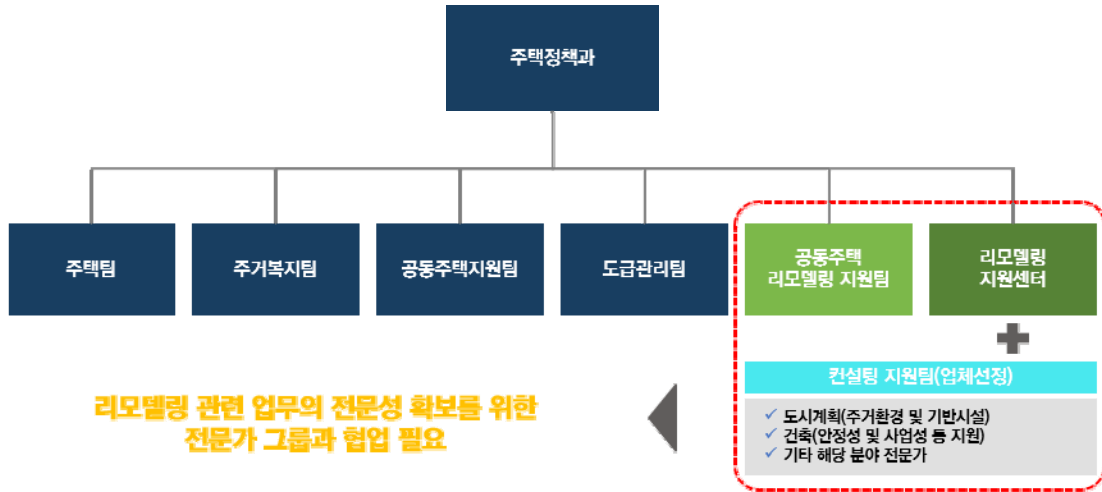 주택정책과
주택팀
주거복지팀
공동주택지원팀
도급관리팀
공동주택
리모델링 지원팀
리모델링
지원센터
컨설팅 지원팀(업체선정)
✓ 도시계획(주거환경 및 기반시설)
✓ 건축(안정성 및 사업성 등 지원)
✓ 기타 해당 분야 전문가
리모델링 관련 업무의 전문성 확보를 위한
전문가 그룹과 협업 필요